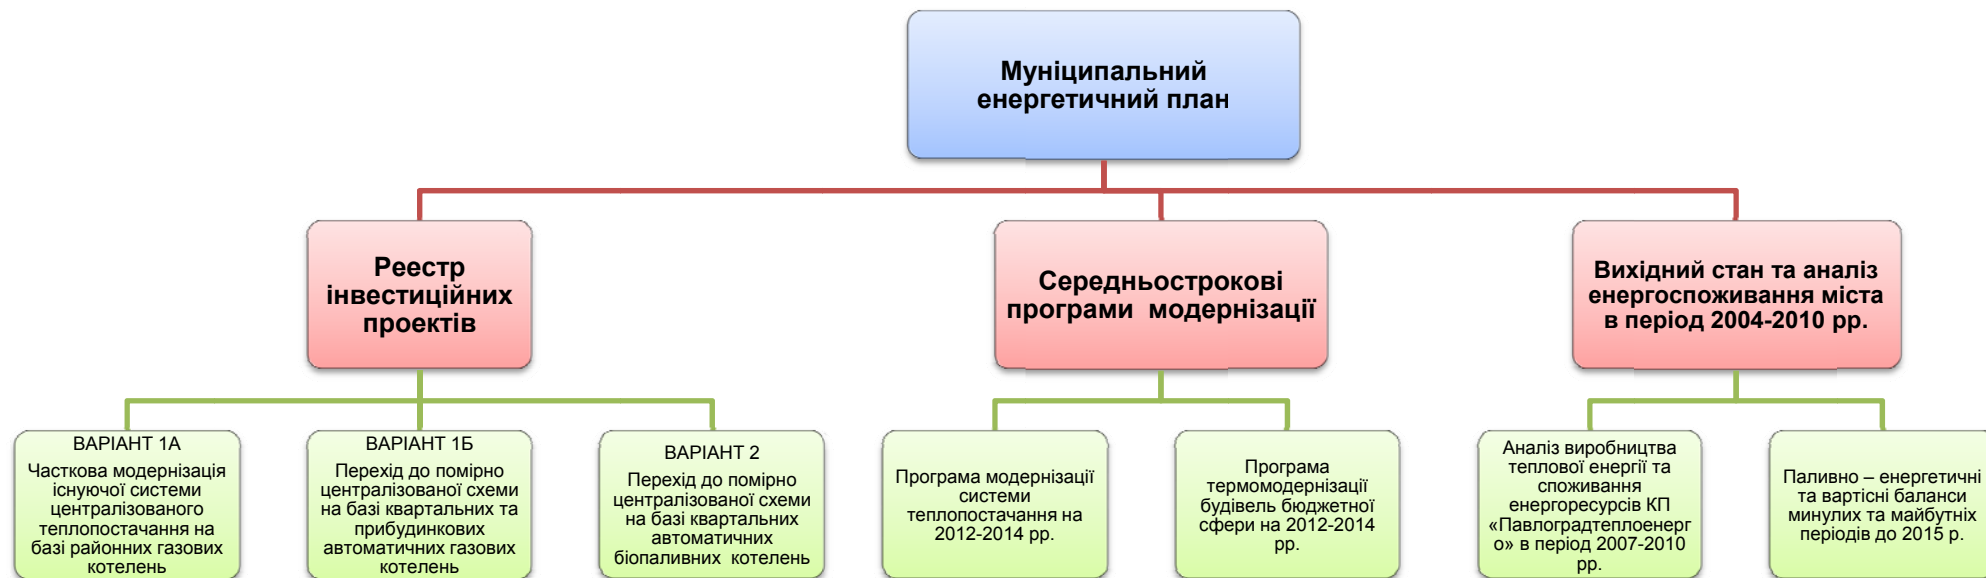 Муніципальний
енергетичний план
Реестр
інвестиційних
проектів
Середньострокові
програми  модернізації
Вихідний стан та аналіз
енергоспоживання міста
в період 2004-2010 рр.
ВАРІАНТ 1А
Часткова модернізація
існуючої системи
централізованого
теплопостачання на
базі районних газових
котелень
ВАРІАНТ 1Б
Перехід до помірно
централізованої схеми
на базі квартальних та
прибудинкових
автоматичних газових
котелень
ВАРІАНТ 2
Перехід до помірно
централізованої схеми
на базі квартальних
автоматичних
біопаливних  котелень
Програма модернізації
системи
теплопостачання на
2012-2014 рр.
Програма
термомодернізації
будівель бюджетної
сфери на 2012-2014
рр.
Аналіз виробництва
теплової енергії та
споживання
енергоресурсів КП
«Павлоградтеплоенерг
о» в період 2007-2010
рр.
Паливно – енергетичні
та вартісні баланси
минулих та майбутніх
періодів до 2015 р.